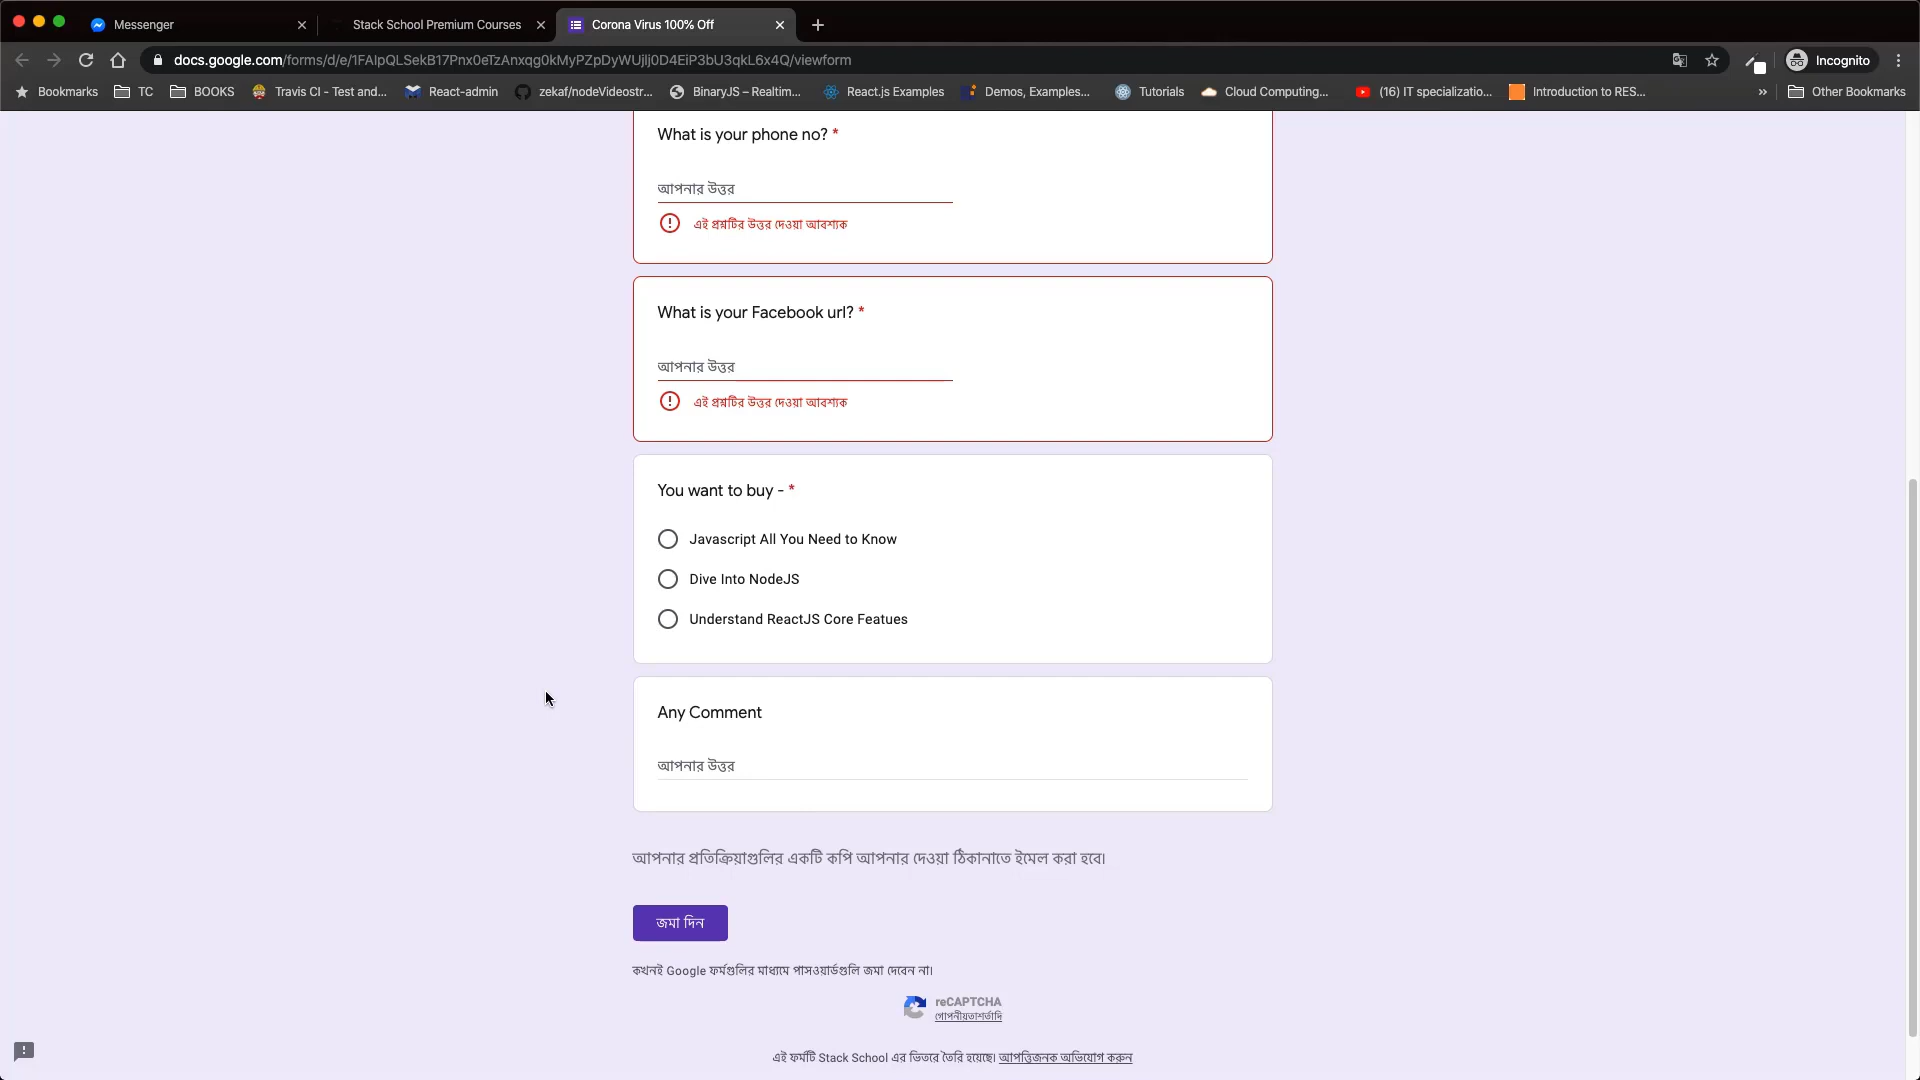 Messenger
Stack School Premium Courses
Corona Virus 100% Off
docs.google.com/forms/d/e/1FAIpQLSekB17Pnx0eTzAnxqg0kMyPZpDyWUjlj0D4EiP3bU3qkL6x4Q/viewform
Incognito
Bookmarks
TC
BOOKS
Travis CI - Test and...
React-admin
zekaf/nodeVideostr...
BinaryJS – Realtim...
React.js Examples
Demos, Examples...
Tutorials
Cloud Computing...
(16) IT specializatio...
Introduction to RES...
»
Other Bookmarks
What is your phone no? *
আপনার উত্তর
এই প্রশ্নটির উত্তর দেওয়া আবশ্যক
What is your Facebook url? *
আপনার উত্তর
এই প্রশ্নটির উত্তর দেওয়া আবশ্যক
You want to buy - *
Javascript All You Need to Know
Dive Into NodeJS
Understand ReactJS Core Featues
Any Comment
আপনার উত্তর
আপনার প্রতিক্রিয়াগুলির একটি কপি আপনার দেওয়া ঠিকানাতে ইমেল করা হবে।
জমা দিন
কখনই Google ফর্মগুলির মাধ্যমে পাসওয়ার্ডগুলি জমা দেবেন না।
reCAPTCHA
গোপনীয়তাশর্তাদি
এই ফর্মটি Stack School এর ভিতরে তৈরি হয়েছে। আপত্তিজনক অভিযোগ করুন